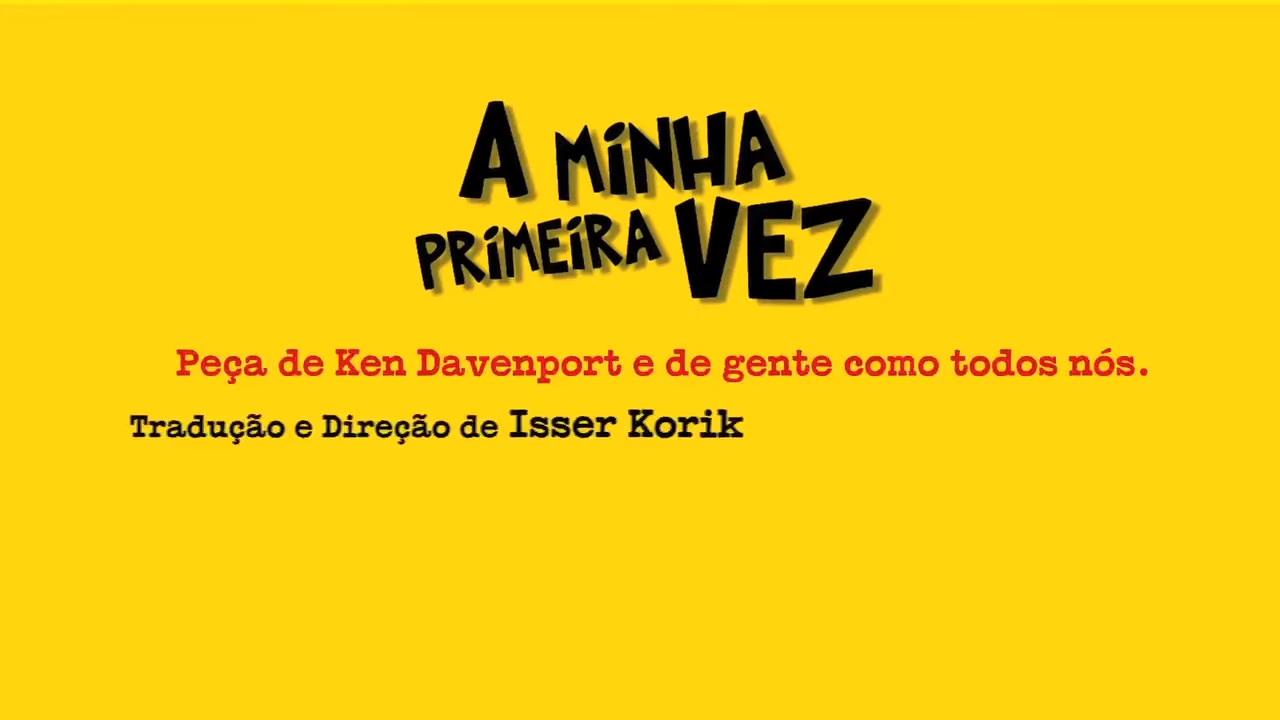 A MINHA
PRIMEIRA VEZ
Peça de Ken Davenport e de gente como todos nós.
Tradução e Direção de Isser Korik